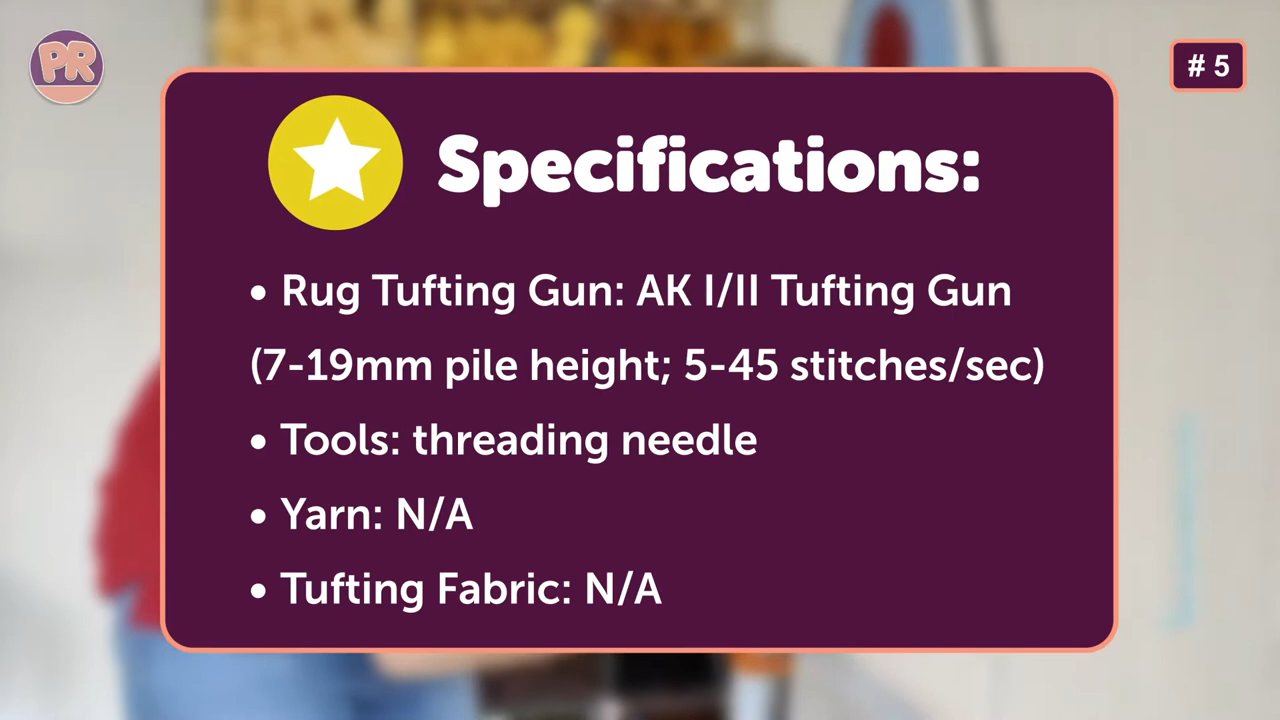 PR
# 5
Specifications:
• Rug Tufting Gun: AK I/II Tufting Gun
(7-19mm pile height; 5-45 stitches/sec)
• Tools: threading needle
• Yarn: N/A
• Tufting Fabric: N/A